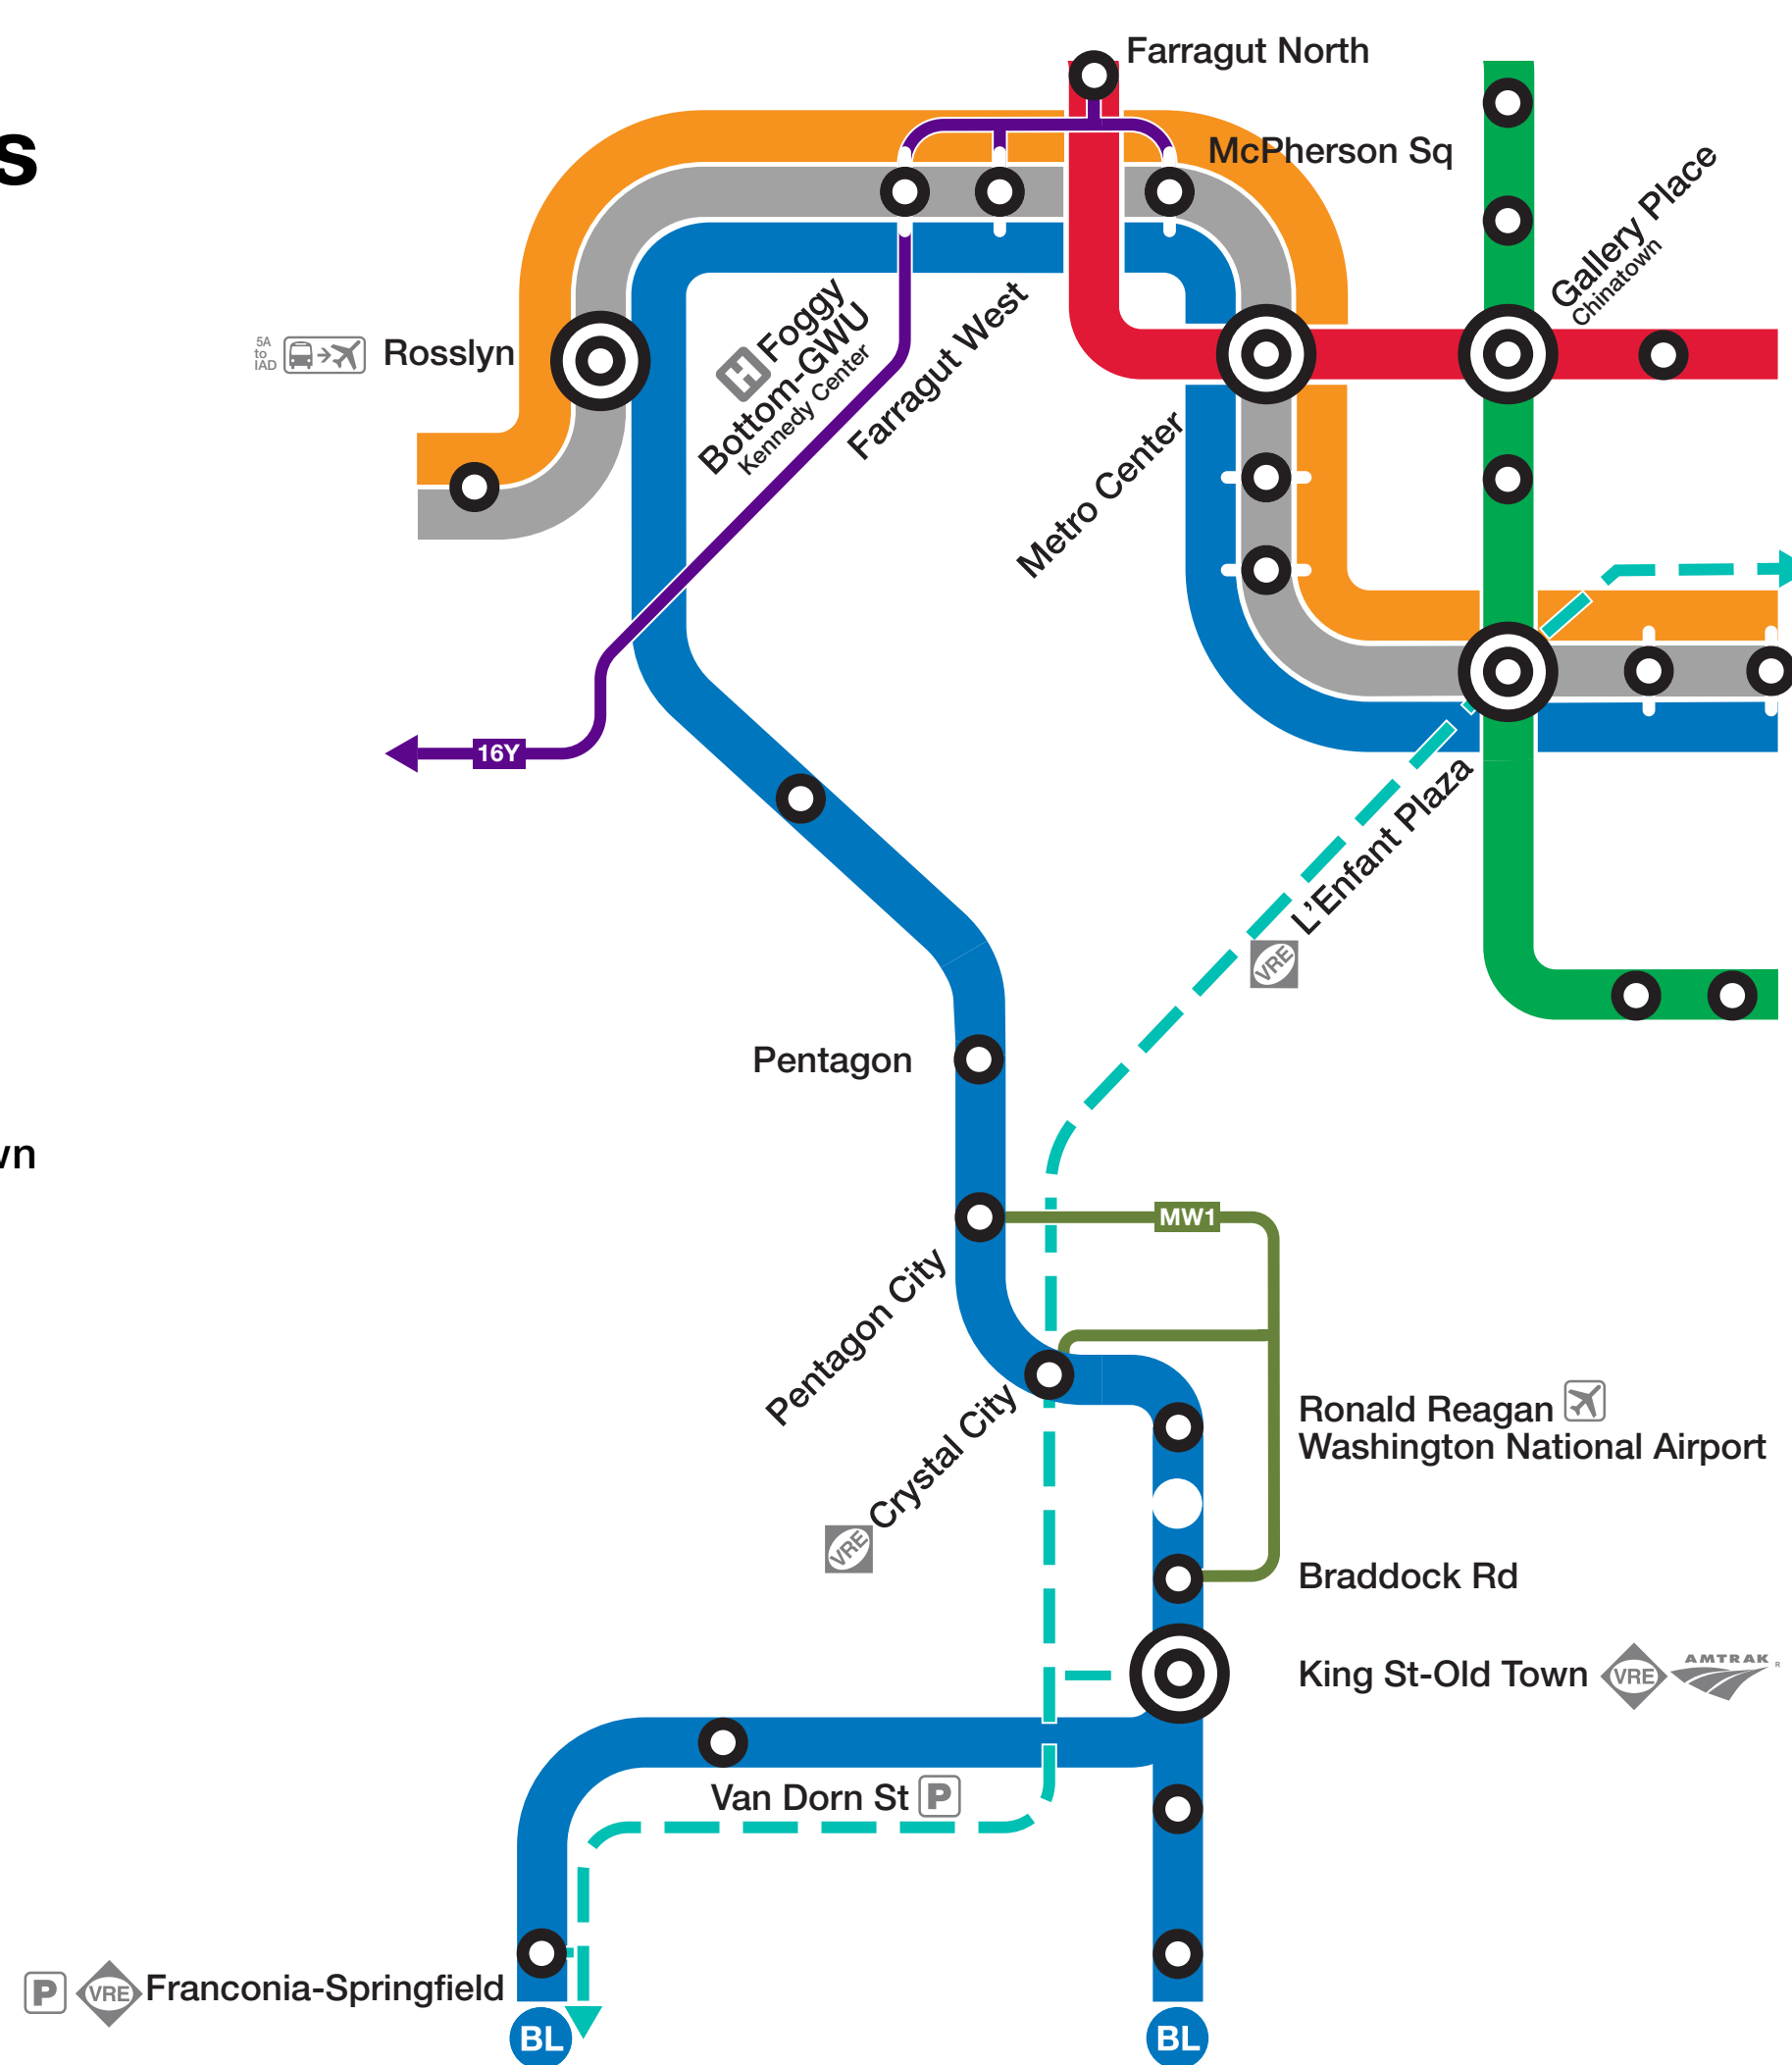 s
Farragut North
McPherson Sq
Gallery Place
Chinatown
5A
to
IAD
Rosslyn
H
Foggy
Bottom-GWU
Kennedy Center
Farragut West
Metro Center
16Y
L'Enfant Plaza
VRE
Pentagon
wn
MW1
Pentagon City
Crystal City
VRE
Ronald Reagan
Washington National Airport
Braddock Rd
King St-Old Town
VRE
AMTRAK
R
Van Dorn St
P
P
VRE
Franconia-Springfield
BL
BL